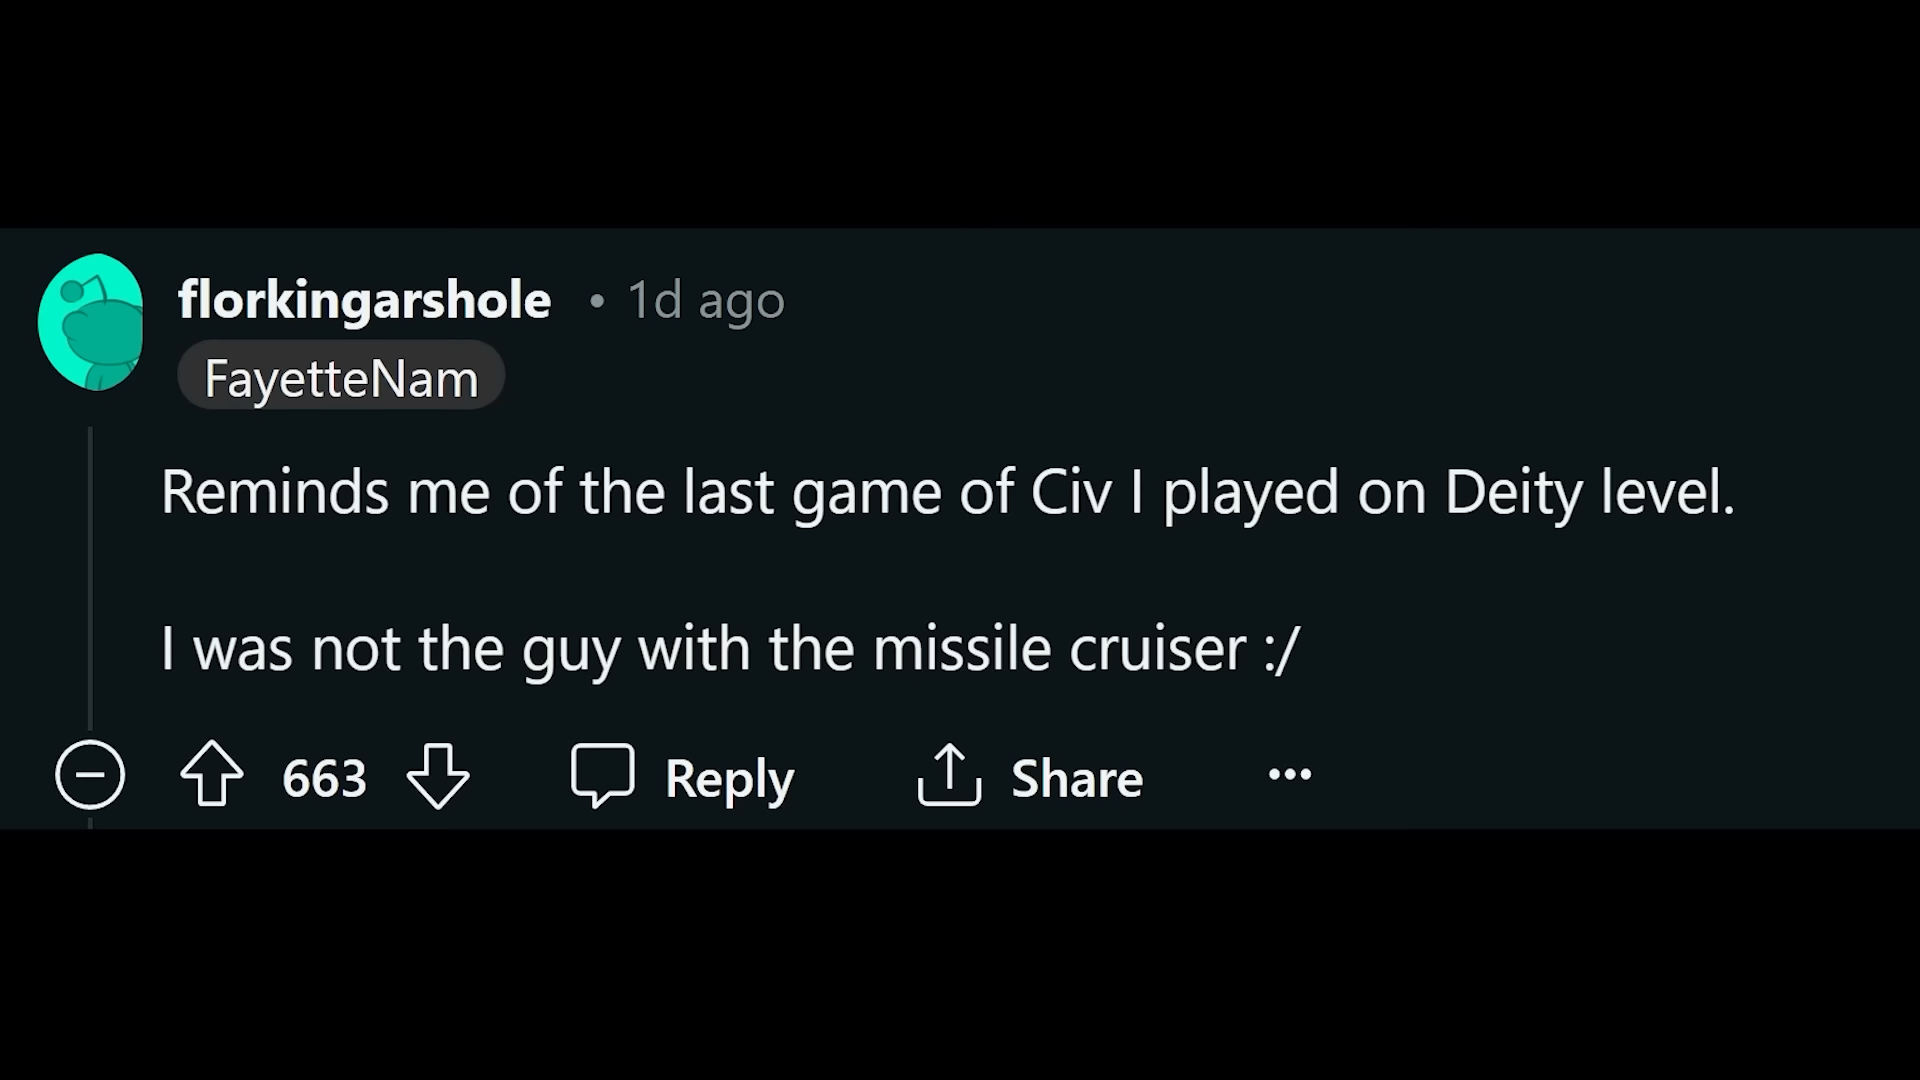 florkingarshole • 1d ago
FayetteNam
Reminds me of the last game of Civ I played on Deity level.
I was not the guy with the missile cruiser :/
663 Reply Share ...